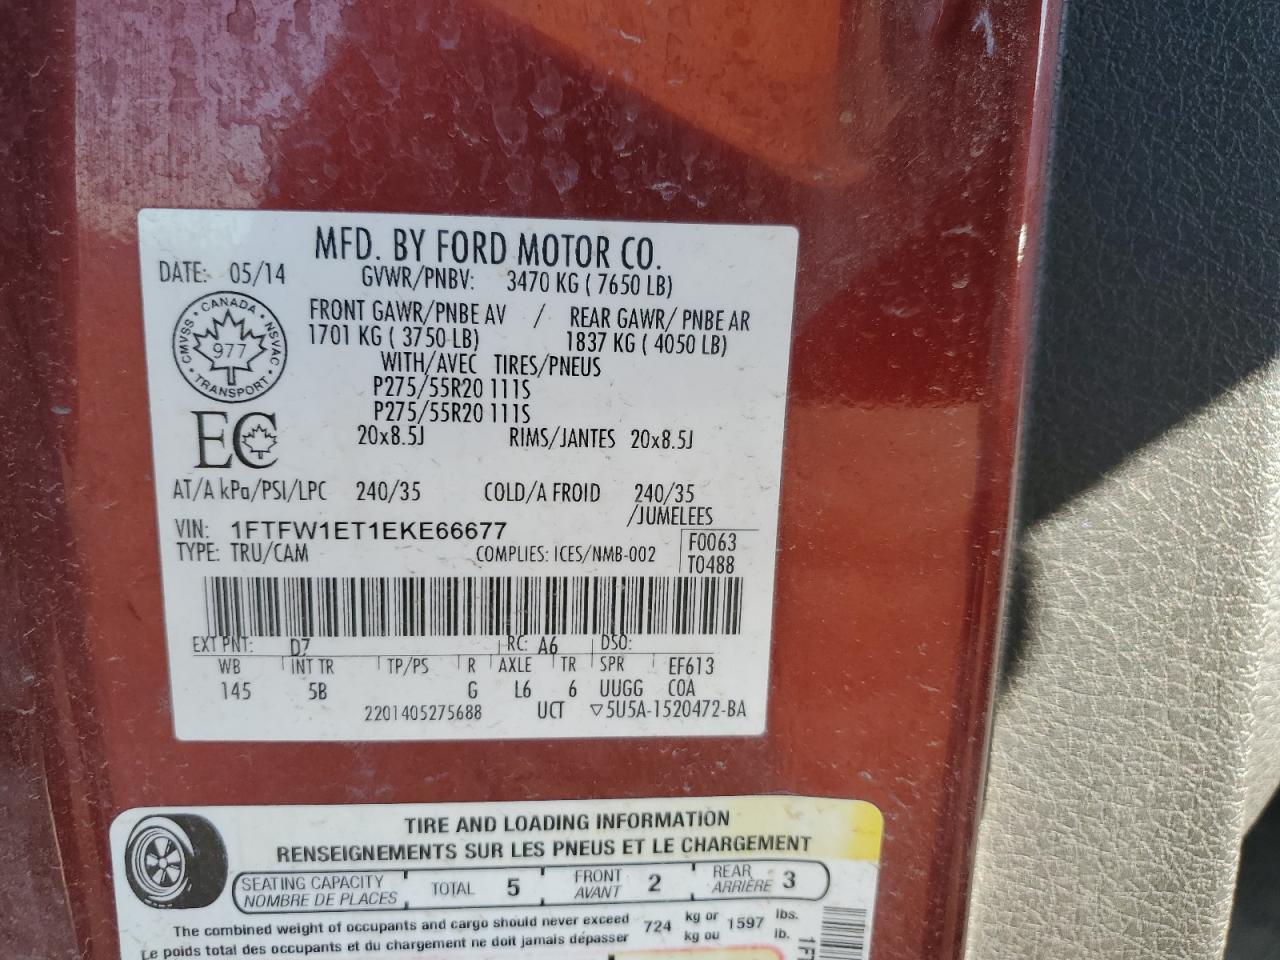 MFD. BY FORD MOTOR CO.
DATE: 05/14
GVWR/PNBV: 3470 KG ( 7650 LB)
FRONT GAWR/PNBE AV / REAR GAWR/ PNBE AR
1701 KG ( 3750 LB) 1837 KG ( 4050 LB)
WITH/AVEC TIRES/PNEUS
P275/55R20 111S
P275/55R20 111S
20x8.5J RIMS/JANTES 20x8.5J
CMVSS • CANADA • NSVAC • TRANSPORT •
977
EC
AT/A kPa/PSI/LPC 240/35 COLD/A FROID 240/35
/JUMELEES
VIN: 1FTFW1ET1EKE66677
TYPE: TRU/CAM COMPLIES: ICES/NMB-002
F0063
T0488
EXT PNT: D7 RC: A6 DSO:
WB INT TR TP/PS R AXLE TR SPR EF613
145 5B G L6 6 UUGG COA
2201405275688 UCT ▽5U5A-1520472-BA
TIRE AND LOADING INFORMATION
RENSEIGNEMENTS SUR LES PNEUS ET LE CHARGEMENT
SEATING CAPACITY
NOMBRE DE PLACES
TOTAL 5
FRONT
AVANT
2
REAR
ARRIÈRE
3
The combined weight of occupants and cargo should never exceed
Le poids total des occupants et du chargement ne doit jamais dépasser
724 kg or
kg ou
1597 lbs.
lb.
1FT